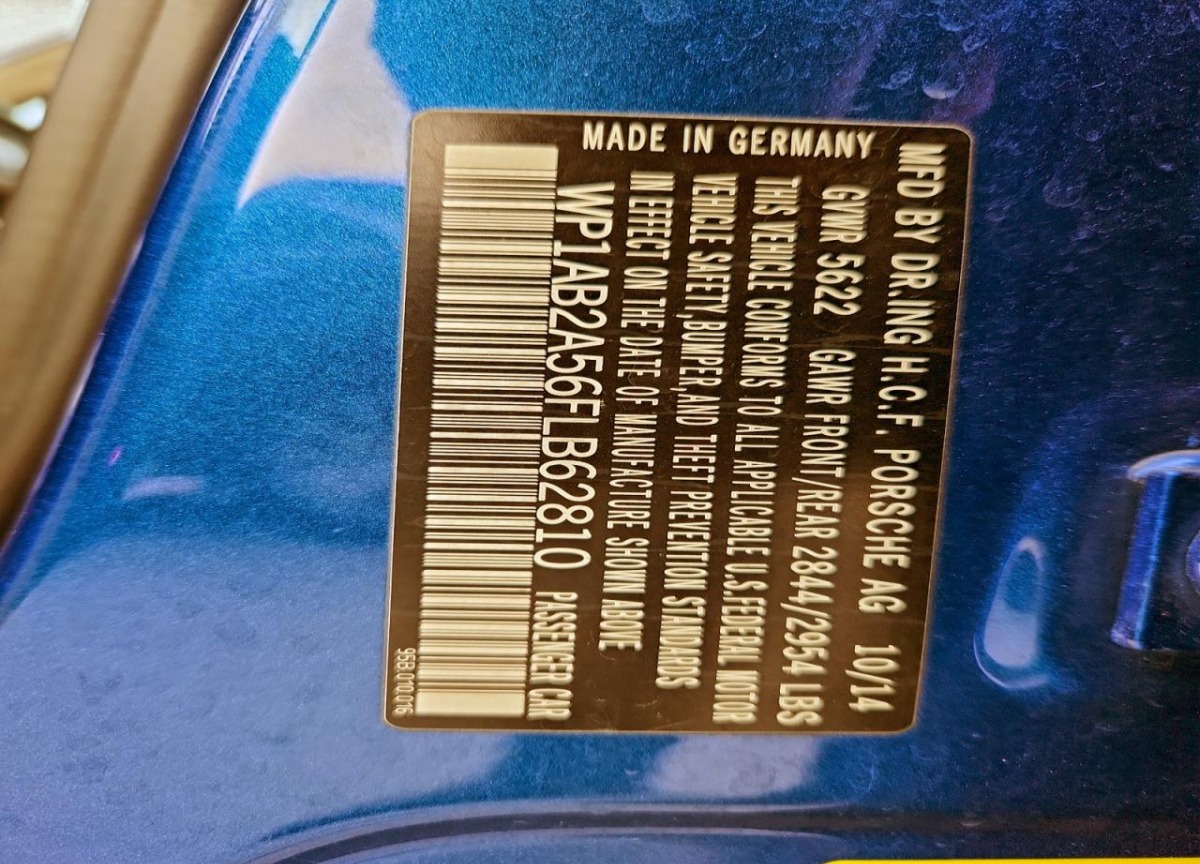 MFD BY DR.ING H.C.F. PORSCHE AG 10/14
GVWR 5622 GAWR FRONT/REAR 2844/2954 LBS
THIS VEHICLE CONFORMS TO ALL APPLICABLE U.S.FEDERAL MOTOR
VEHICLE SAFETY,BUMPER,AND THEFT PREVENTION STANDARDS
IN EFFECT ON THE DATE OF MANUFACTURE SHOWN ABOVE
WP1AB2A56FLB62810 PASSENGER CAR
95B.010.016
MADE IN GERMANY